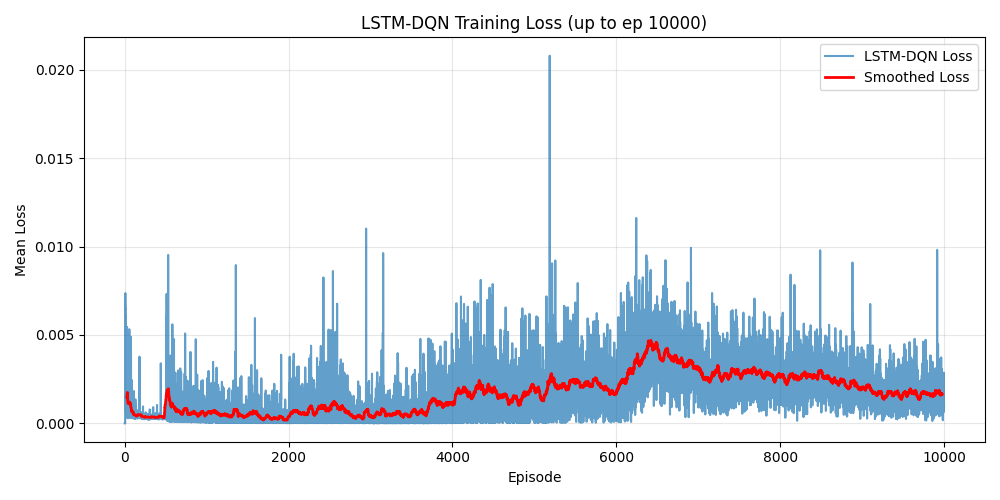 LSTM-DQN Training Loss (up to ep 10000)
LSTM-DQN Loss
Smoothed Loss
Mean Loss
0.020
0.015
0.010
0.005
0.000
0 2000 4000 6000 8000 10000
Episode